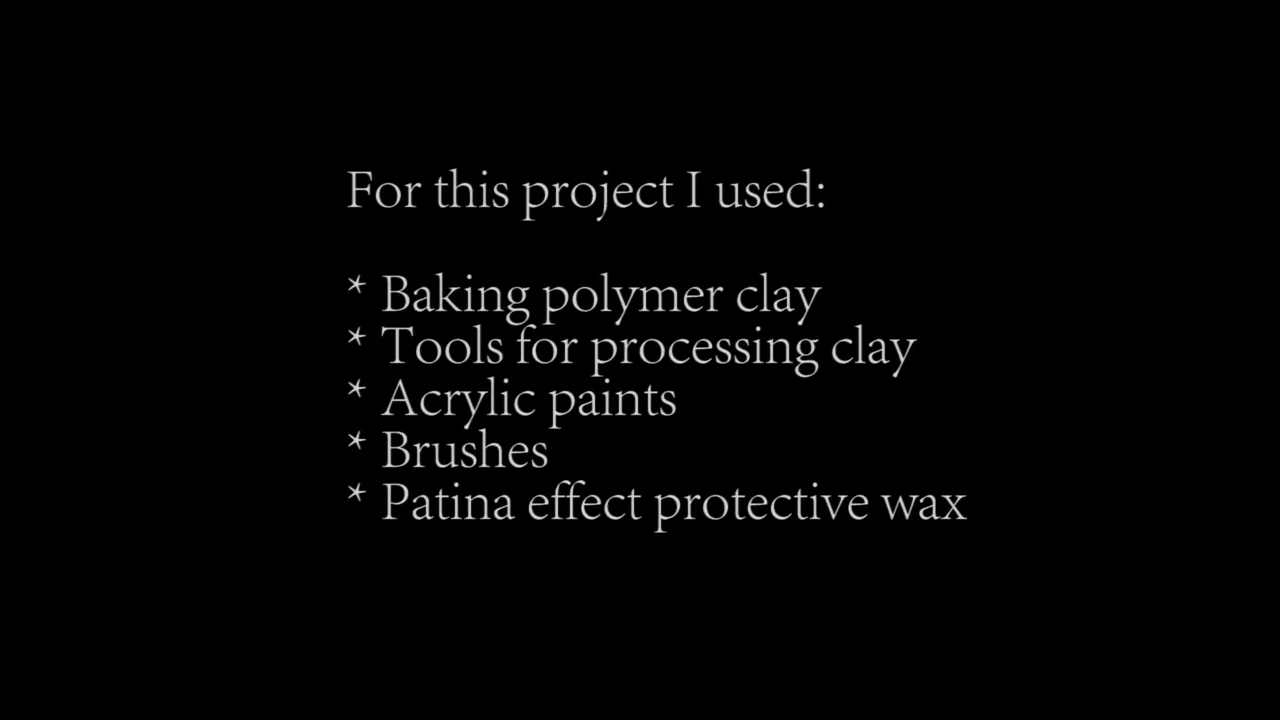 For this project I used:
* Baking polymer clay
* Tools for processing clay
* Acrylic paints
* Brushes
* Patina effect protective wax